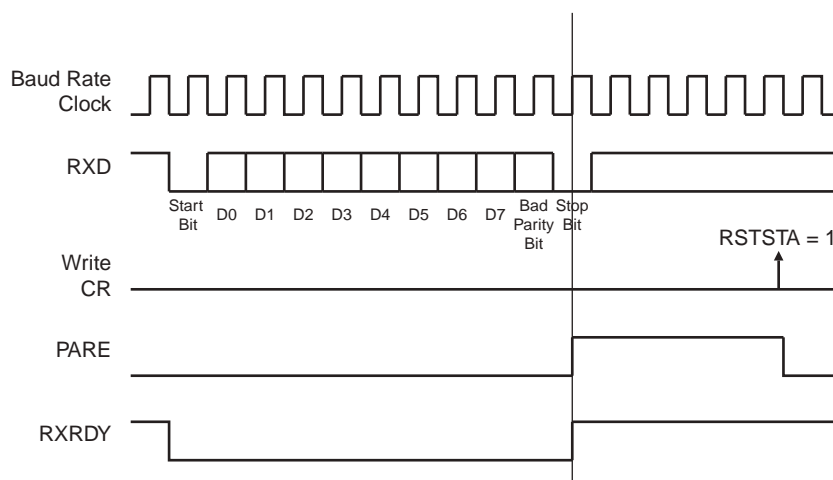 Baud Rate
Clock
RXD
Start
Bit
D0
D1
D2
D3
D4
D5
D6
D7
Bad
Parity
Bit
Stop
Bit
RSTSTA = 1
Write
CR
PARE
RXRDY